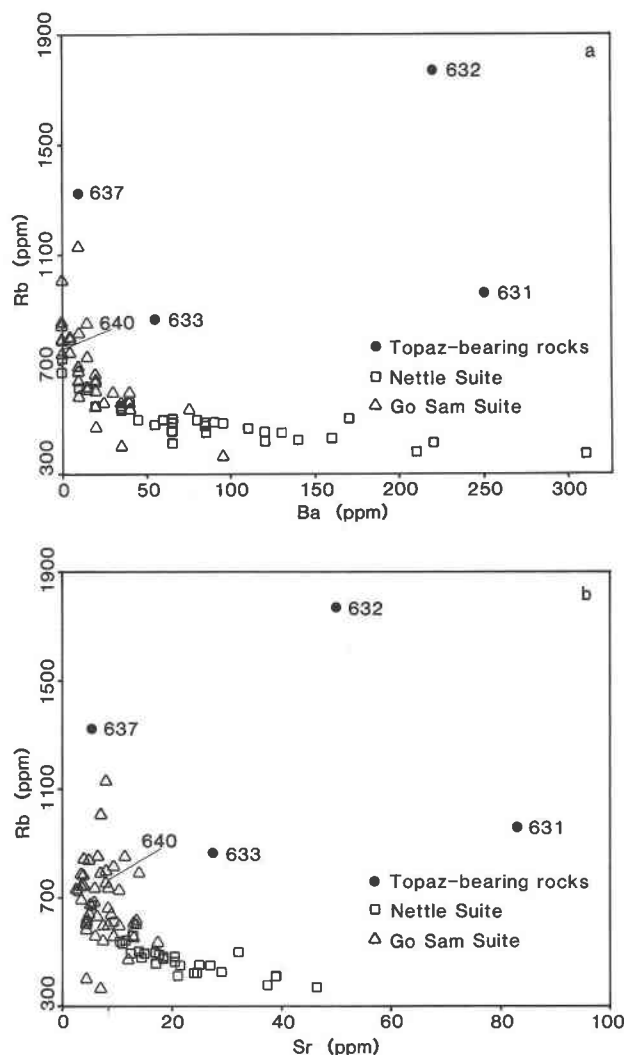 a
1900
1500
1100
700
300
Rb (ppm)
632
637
633
631
640
Topaz-bearing rocks
Nettle Suite
Go Sam Suite
0 50 100 150 200 250 300
Ba (ppm)
b
1900
1500
1100
700
300
Rb (ppm)
632
637
640
633
631
Topaz-bearing rocks
Nettle Suite
Go Sam Suite
0 20 40 60 80 100
Sr (ppm)